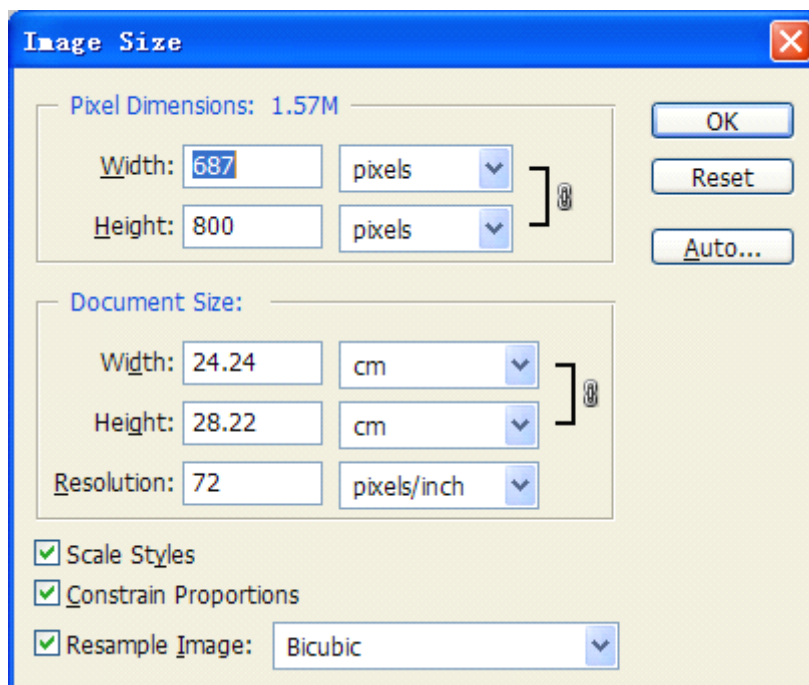 Image Size
Pixel Dimensions: 1.57M
OK
Width: 687 pixels
Reset
Height: 800 pixels
Auto...
Document Size:
Width: 24.24 cm
Height: 28.22 cm
Resolution: 72 pixels/inch
Scale Styles
Constrain Proportions
Resample Image: Bicubic